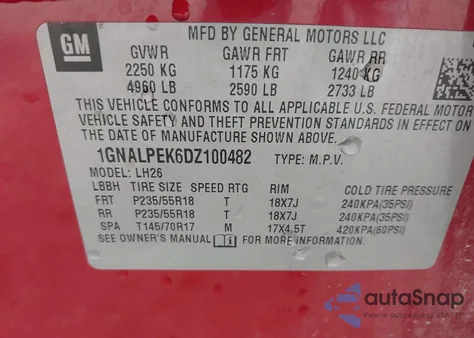 GM
MFD BY GENERAL MOTORS LLC
GVWR GAWR FRT GAWR RR
2250 KG 1175 KG 1240 KG
4960 LB 2590 LB 2733 LB
THIS VEHICLE CONFORMS TO ALL APPLICABLE U.S. FEDERAL MOTOR
VEHICLE SAFETY AND THEFT PREVENTION STANDARDS IN EFFECT ON
THE DATE OF MANUFACTURE SHOWN ABOVE.
1GNALPEK6DZ100482 TYPE: M.P.V.
MODEL: LH26
LBBH TIRE SIZE SPEED RTG RIM COLD TIRE PRESSURE
FRT P235/55R18 T 18X7J 240KPA(35PSI)
RR P235/55R18 T 18X7J 240KPA(35PSI)
SPA T145/70R17 M 17X4.5T 420KPA(60PSI)
SEE OWNER'S MANUAL FOR MORE INFORMATION.
autoSnap